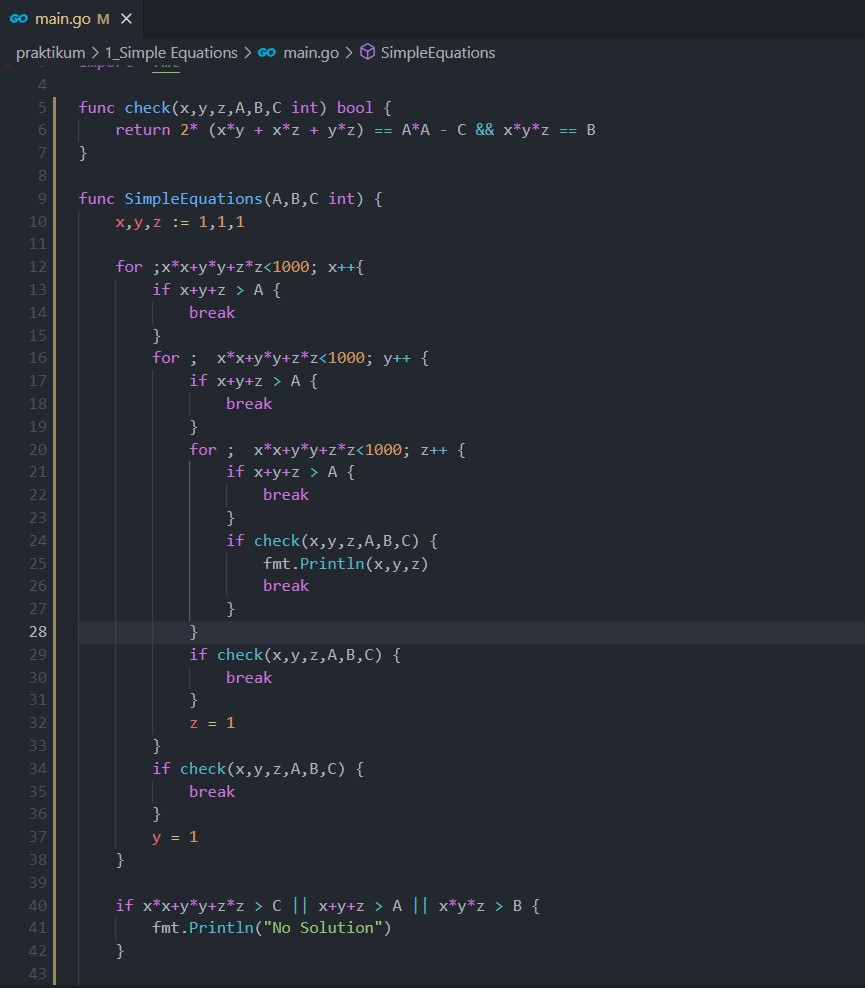 GO main.go M ×
praktikum > 1_Simple Equations > GO main.go > SimpleEquations
4
5 func check(x,y,z,A,B,C int) bool {
6 return 2* (x*y + x*z + y*z) == A*A - C && x*y*z == B
7 }
8
9 func SimpleEquations(A,B,C int) {
10 x,y,z := 1,1,1
11
12 for ;x*x+y*y+z*z<1000; x++{
13 if x+y+z > A {
14 break
15 }
16 for ;  x*x+y*y+z*z<1000; y++ {
17 if x+y+z > A {
18 break
19 }
20 for ;  x*x+y*y+z*z<1000; z++ {
21 if x+y+z > A {
22 break
23 }
24 if check(x,y,z,A,B,C) {
25 fmt.Println(x,y,z)
26 break
27 }
28 }
29 if check(x,y,z,A,B,C) {
30 break
31 }
32 z = 1
33 }
34 if check(x,y,z,A,B,C) {
35 break
36 }
37 y = 1
38 }
39
40 if x*x+y*y+z*z > C || x+y+z > A || x*y*z > B {
41 fmt.Println("No Solution")
42 }
43